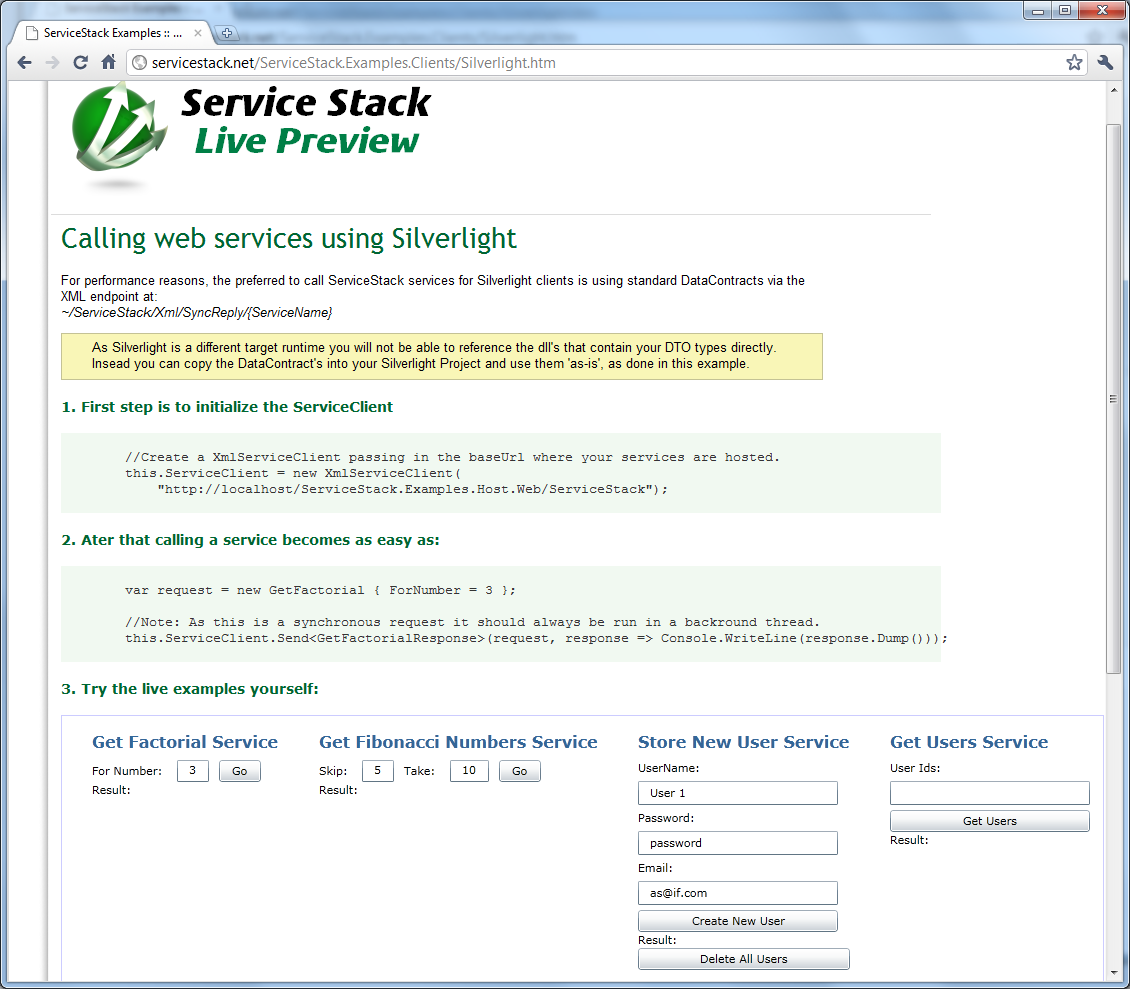 ServiceStack Examples :: ...
servicestack.net/ServiceStack.Examples.Clients/Silverlight.htm
Service Stack
Live Preview
Calling web services using Silverlight
For performance reasons, the preferred to call ServiceStack services for Silverlight clients is using standard DataContracts via the
XML endpoint at:
~/ServiceStack/Xml/SyncReply/{ServiceName}
As Silverlight is a different target runtime you will not be able to reference the dll's that contain your DTO types directly.
Insead you can copy the DataContract's into your Silverlight Project and use them 'as-is', as done in this example.
1. First step is to initialize the ServiceClient
//Create a XmlServiceClient passing in the baseUrl where your services are hosted.
this.ServiceClient = new XmlServiceClient(
"http://localhost/ServiceStack.Examples.Host.Web/ServiceStack");
2. Ater that calling a service becomes as easy as:
var request = new GetFactorial { ForNumber = 3 };
//Note: As this is a synchronous request it should always be run in a backround thread.
this.ServiceClient.Send<GetFactorialResponse>(request, response => Console.WriteLine(response.Dump()));
3. Try the live examples yourself:
Get Factorial Service
For Number: 3 Go
Result:
Get Fibonacci Numbers Service
Skip: 5 Take: 10 Go
Result:
Store New User Service
UserName:
User 1
Password:
password
Email:
as@if.com
Create New User
Result:
Delete All Users
Get Users Service
User Ids:
Get Users
Result: